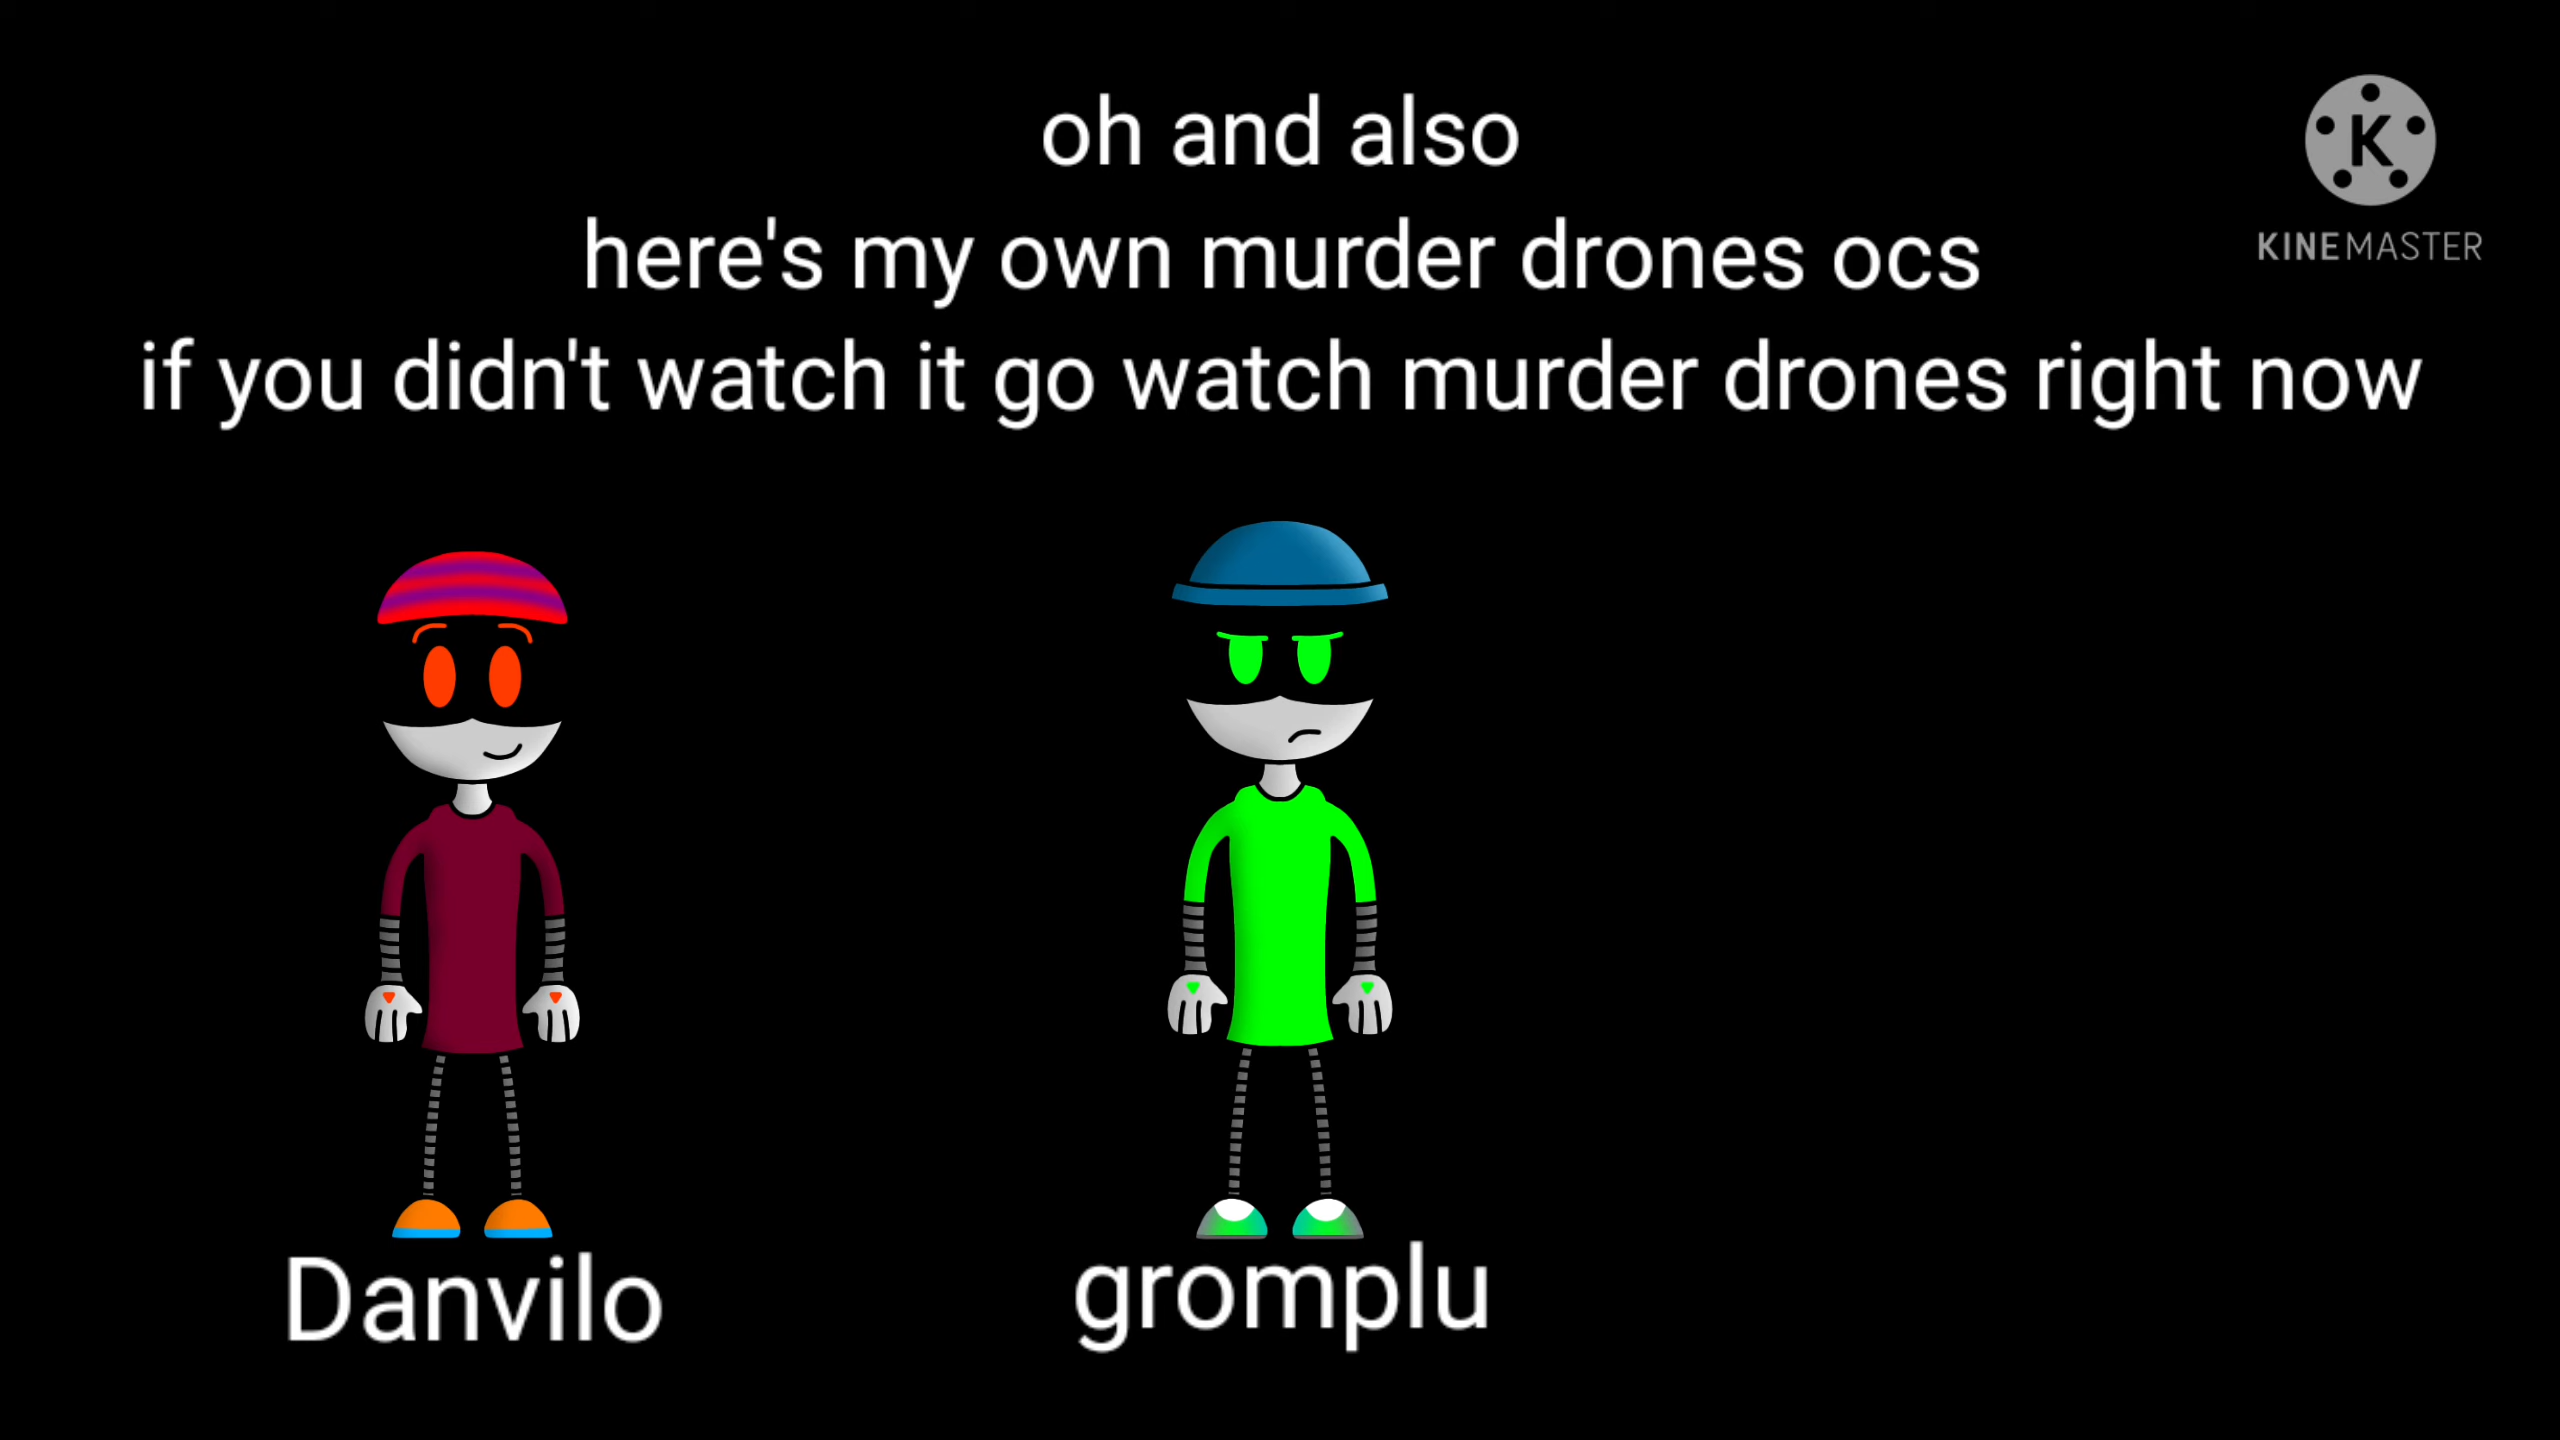 oh and also
here's my own murder drones ocs
if you didn't watch it go watch murder drones right now
K
KINEMASTER
Danvilo
gromplu